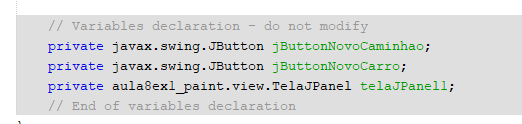 // Variables declaration - do not modify
private javax.swing.JButton jButtonNovoCaminhao;
private javax.swing.JButton jButtonNovoCarro;
private aula8ex1_paint.view.TelaJPanel telaJPanel1;
// End of variables declaration
}